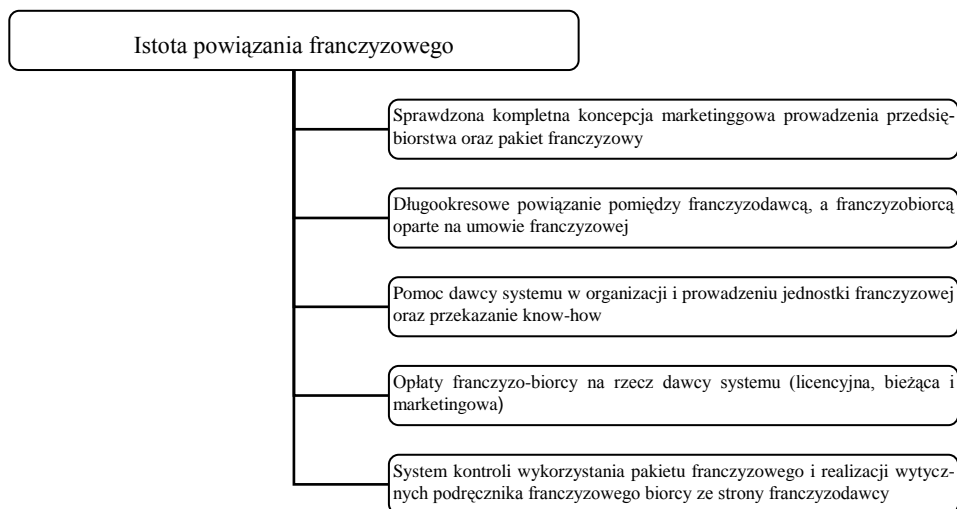 Istota powiązania franczyzowego
Sprawdzona kompletna koncepcja marketinggowa prowadzenia przedsię-
biorstwa oraz pakiet franczyzowy
Długookresowe powiązanie pomiędzy franczyzodawcą, a franczyzobiorcą
oparte na umowie franczyzowej
Pomoc dawcy systemu w organizacji i prowadzeniu jednostki franczyzowej
oraz przekazanie know-how
Opłaty franczyzo-biorcy na rzecz dawcy systemu (licencyjna, bieżąca i
marketingowa)
System kontroli wykorzystania pakietu franczyzowego i realizacji wytycz-
nych podręcznika franczyzowego biorcy ze strony franczyzodawcy